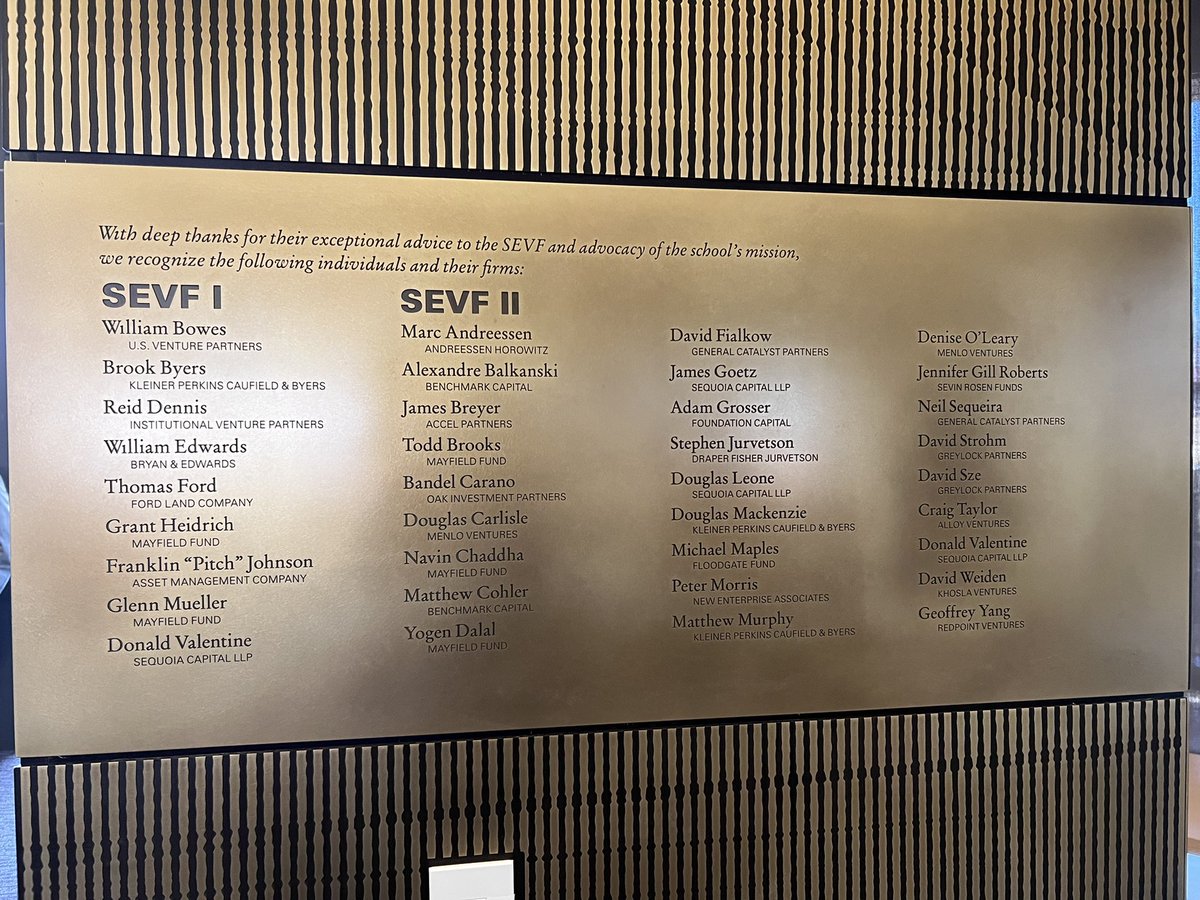 With deep thanks for their exceptional advice to the SEVF and advocacy of the school's mission,
we recognize the following individuals and their firms:
SEVF I
William Bowes
U.S. VENTURE PARTNERS
Brook Byers
KLEINER PERKINS CAUFIELD & BYERS
Reid Dennis
INSTITUTIONAL VENTURE PARTNERS
William Edwards
BRYAN & EDWARDS
Thomas Ford
FORD LAND COMPANY
Grant Heidrich
MAYFIELD FUND
Franklin “Pitch” Johnson
ASSET MANAGEMENT COMPANY
Glenn Mueller
MAYFIELD FUND
Donald Valentine
SEQUOIA CAPITAL LLP
SEVF II
Marc Andreessen
ANDREESSEN HOROWITZ
Alexandre Balkanski
BENCHMARK CAPITAL
James Breyer
ACCEL PARTNERS
Todd Brooks
MAYFIELD FUND
Bandel Carano
OAK INVESTMENT PARTNERS
Douglas Carlisle
MENLO VENTURES
Navin Chaddha
MAYFIELD FUND
Matthew Cohler
BENCHMARK CAPITAL
Yogen Dalal
MAYFIELD FUND
David Fialkow
GENERAL CATALYST PARTNERS
James Goetz
SEQUOIA CAPITAL LLP
Adam Grosser
FOUNDATION CAPITAL
Stephen Jurvetson
DRAPER FISHER JURVETSON
Douglas Leone
SEQUOIA CAPITAL LLP
Douglas Mackenzie
KLEINER PERKINS CAUFIELD & BYERS
Michael Maples
FLOODGATE FUND
Peter Morris
NEW ENTERPRISE ASSOCIATES
Matthew Murphy
KLEINER PERKINS CAUFIELD & BYERS
Denise O'Leary
MENLO VENTURES
Jennifer Gill Roberts
SEVIN ROSEN FUNDS
Neil Sequeira
GENERAL CATALYST PARTNERS
David Strohm
GREYLOCK PARTNERS
David Sze
GREYLOCK PARTNERS
Craig Taylor
ALLOY VENTURES
Donald Valentine
SEQUOIA CAPITAL LLP
David Weiden
KHOSLA VENTURES
Geoffrey Yang
REDPOINT VENTURES